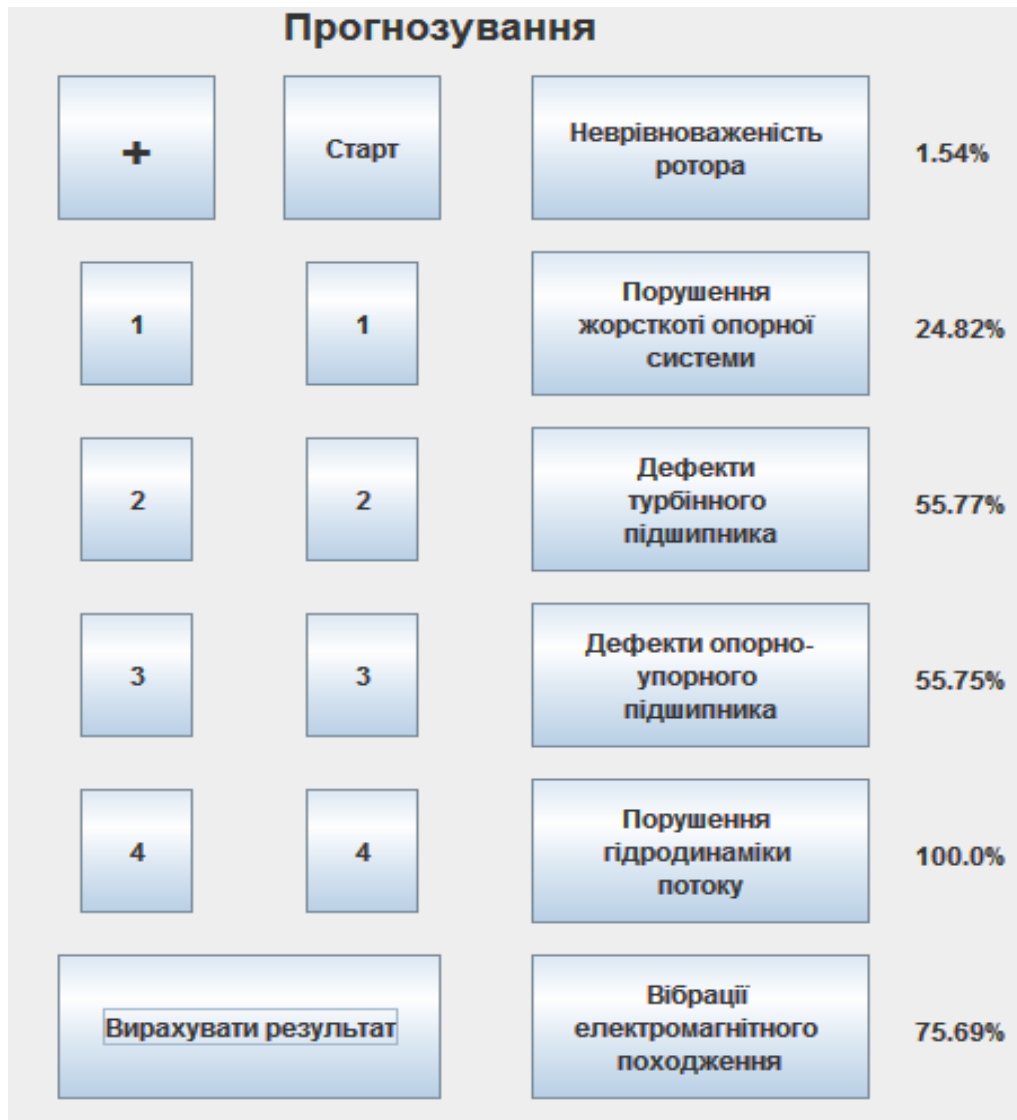 Прогнозування
+
Старт
Неврівноваженість
ротора
1.54%
1
1
Порушення
жорсткоті опорної
системи
24.82%
2
2
Дефекти
турбінного
підшипника
55.77%
3
3
Дефекти опорно-
упорного
підшипника
55.75%
4
4
Порушення
гідродинаміки
потоку
100.0%
Вирахувати результат
Вібрації
електромагнітного
походження
75.69%